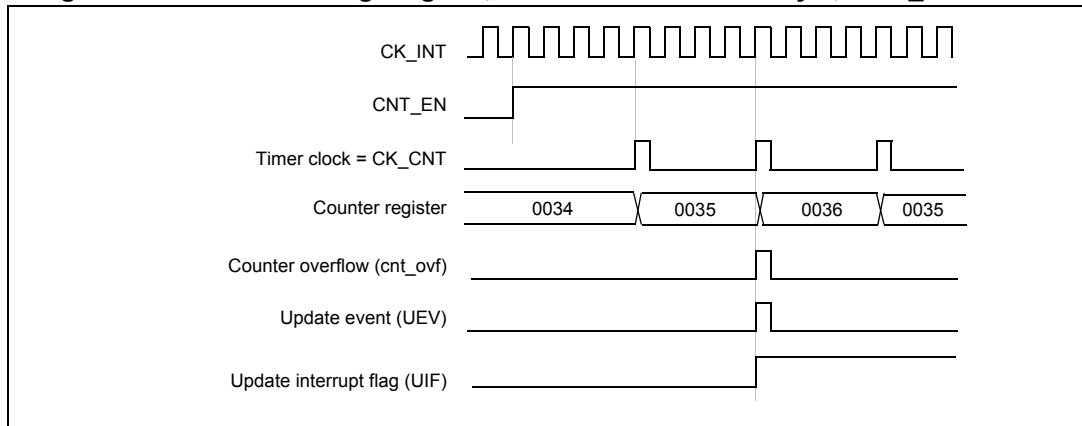 CK_INT
CNT_EN
Timer clock = CK_CNT
Counter register 0034 0035 0036 0035
Counter overflow (cnt_ovf)
Update event (UEV)
Update interrupt flag (UIF)